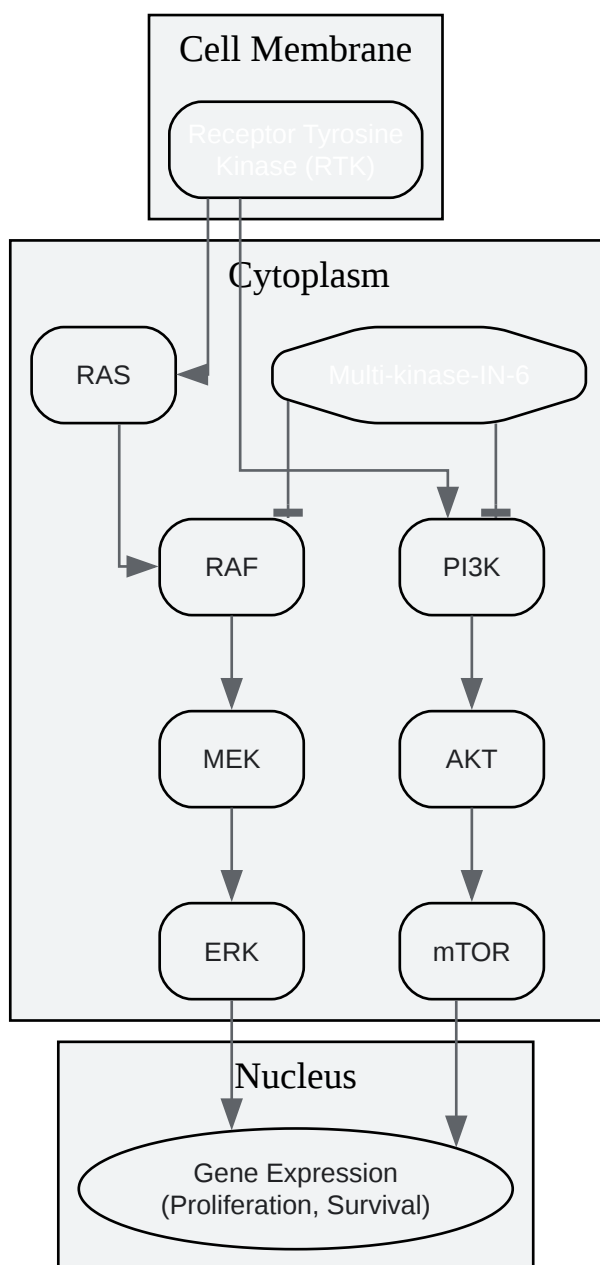 Cell Membrane
Receptor Tyrosine
Kinase (RTK)
Cytoplasm
RAS
Multi-kinase-IN-6
RAF
PI3K
MEK
AKT
ERK
mTOR
Nucleus
Gene Expression
(Proliferation, Survival)